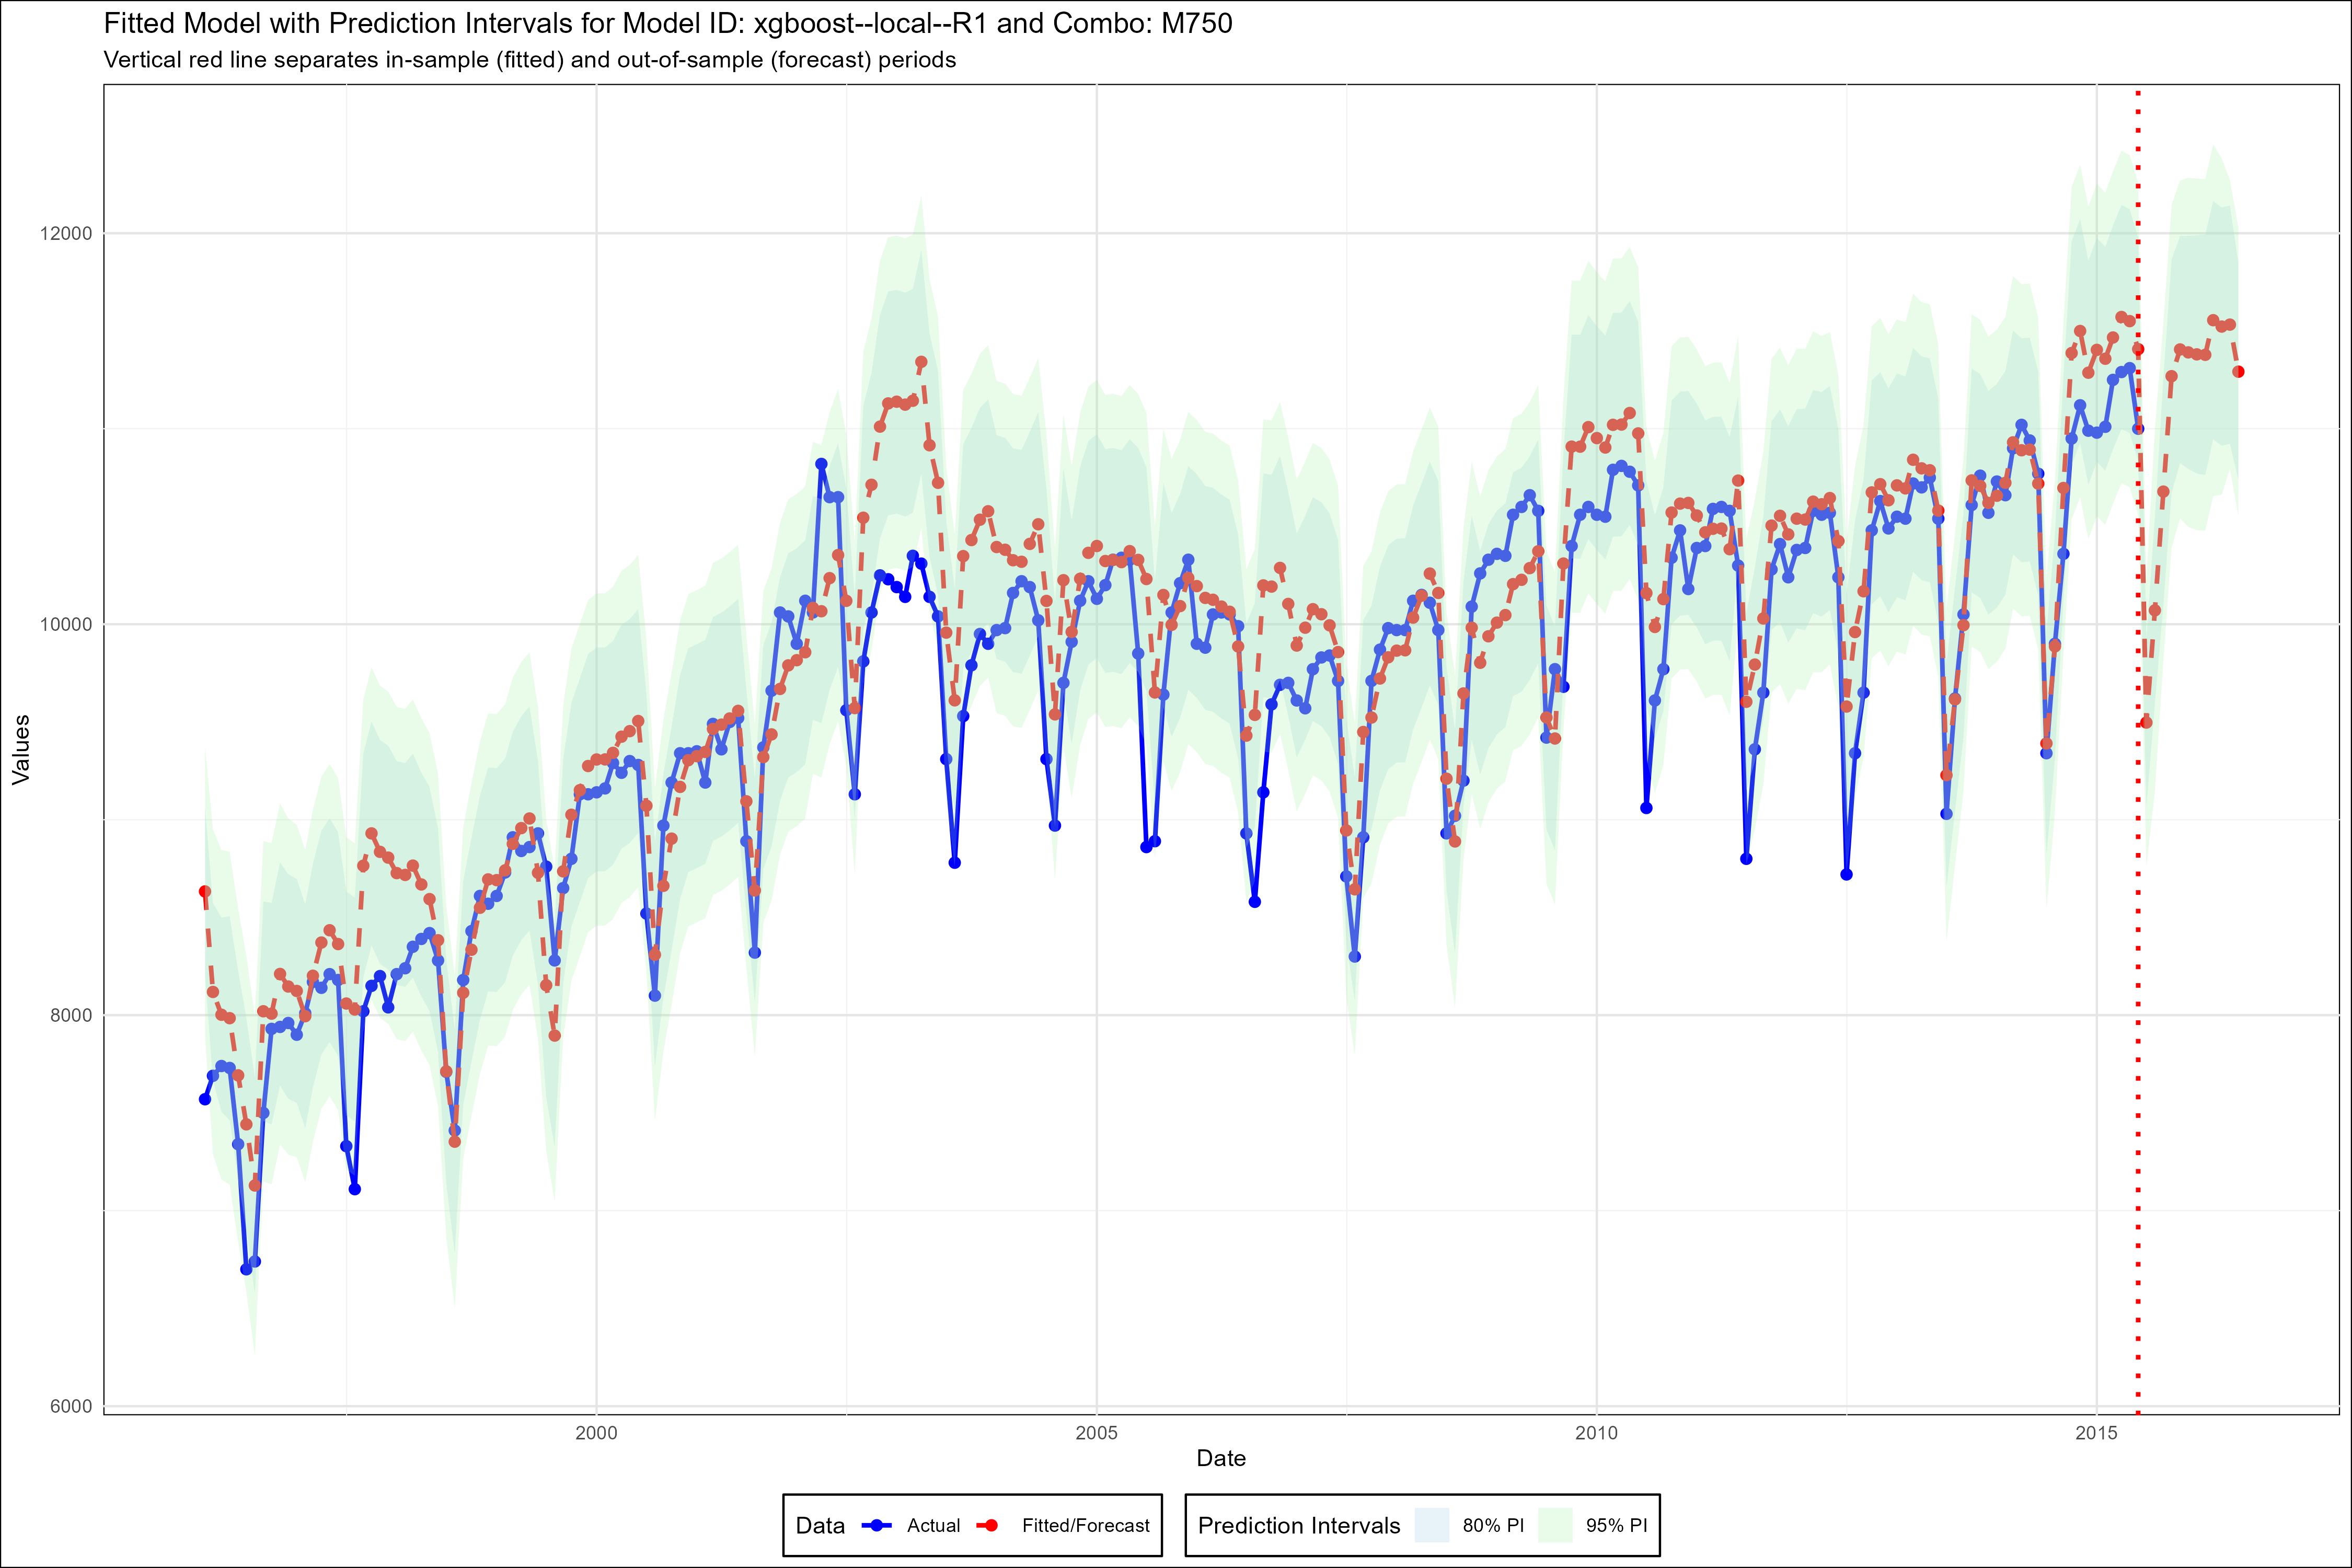 Fitted Model with Prediction Intervals for Model ID: xgboost--local--R1 and Combo: M750
Vertical red line separates in-sample (fitted) and out-of-sample (forecast) periods
Values
12000
10000
8000
6000
2000
2005
2010
2015
Date
Data
Actual
Fitted/Forecast
Prediction Intervals
80% PI
95% PI